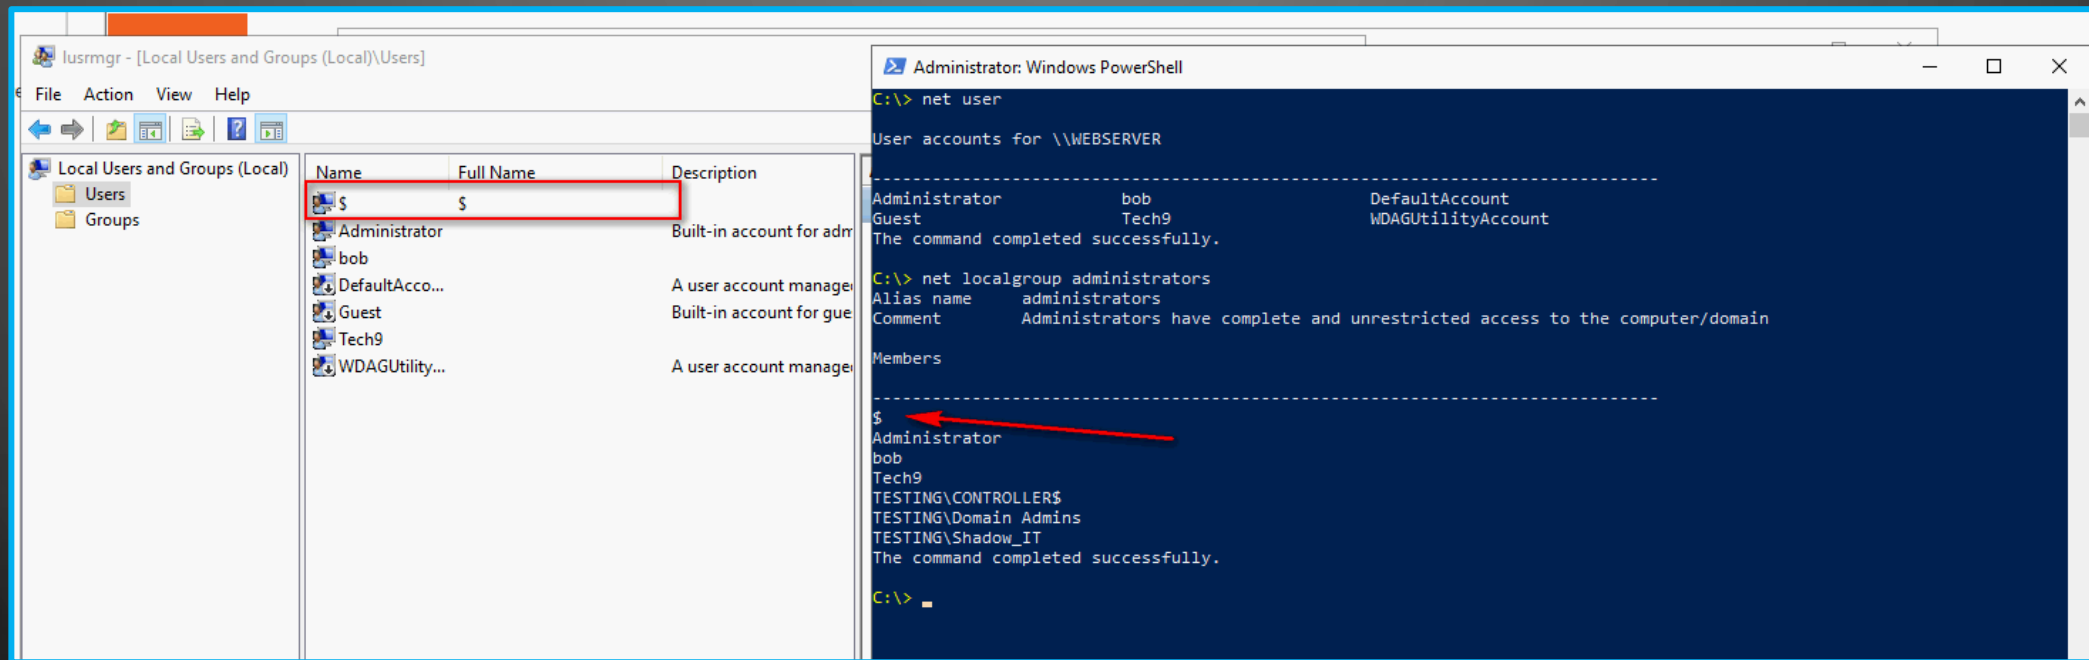 lusrmgr - [Local Users and Groups (Local)\Users]
File Action View Help
Local Users and Groups (Local)
Users
Groups
Name Full Name Description
$ $
Administrator Built-in account for adm
bob
DefaultAcco...  A user account manage
Guest Built-in account for gue
Tech9
WDAGUtility... A user account manage
Administrator: Windows PowerShell
C:\> net user
User accounts for \\WEBSERVER
-------------------------------------------------------------------------------
Administrator bob DefaultAccount
Guest Tech9 WDAGUtilityAccount
The command completed successfully.
C:\> net localgroup administrators
Alias name administrators
Comment Administrators have complete and unrestricted access to the computer/domain
Members
-------------------------------------------------------------------------------
$
Administrator
bob
Tech9
TESTING\CONTROLLER$
TESTING\Domain Admins
TESTING\Shadow_IT
The command completed successfully.
C:\> _